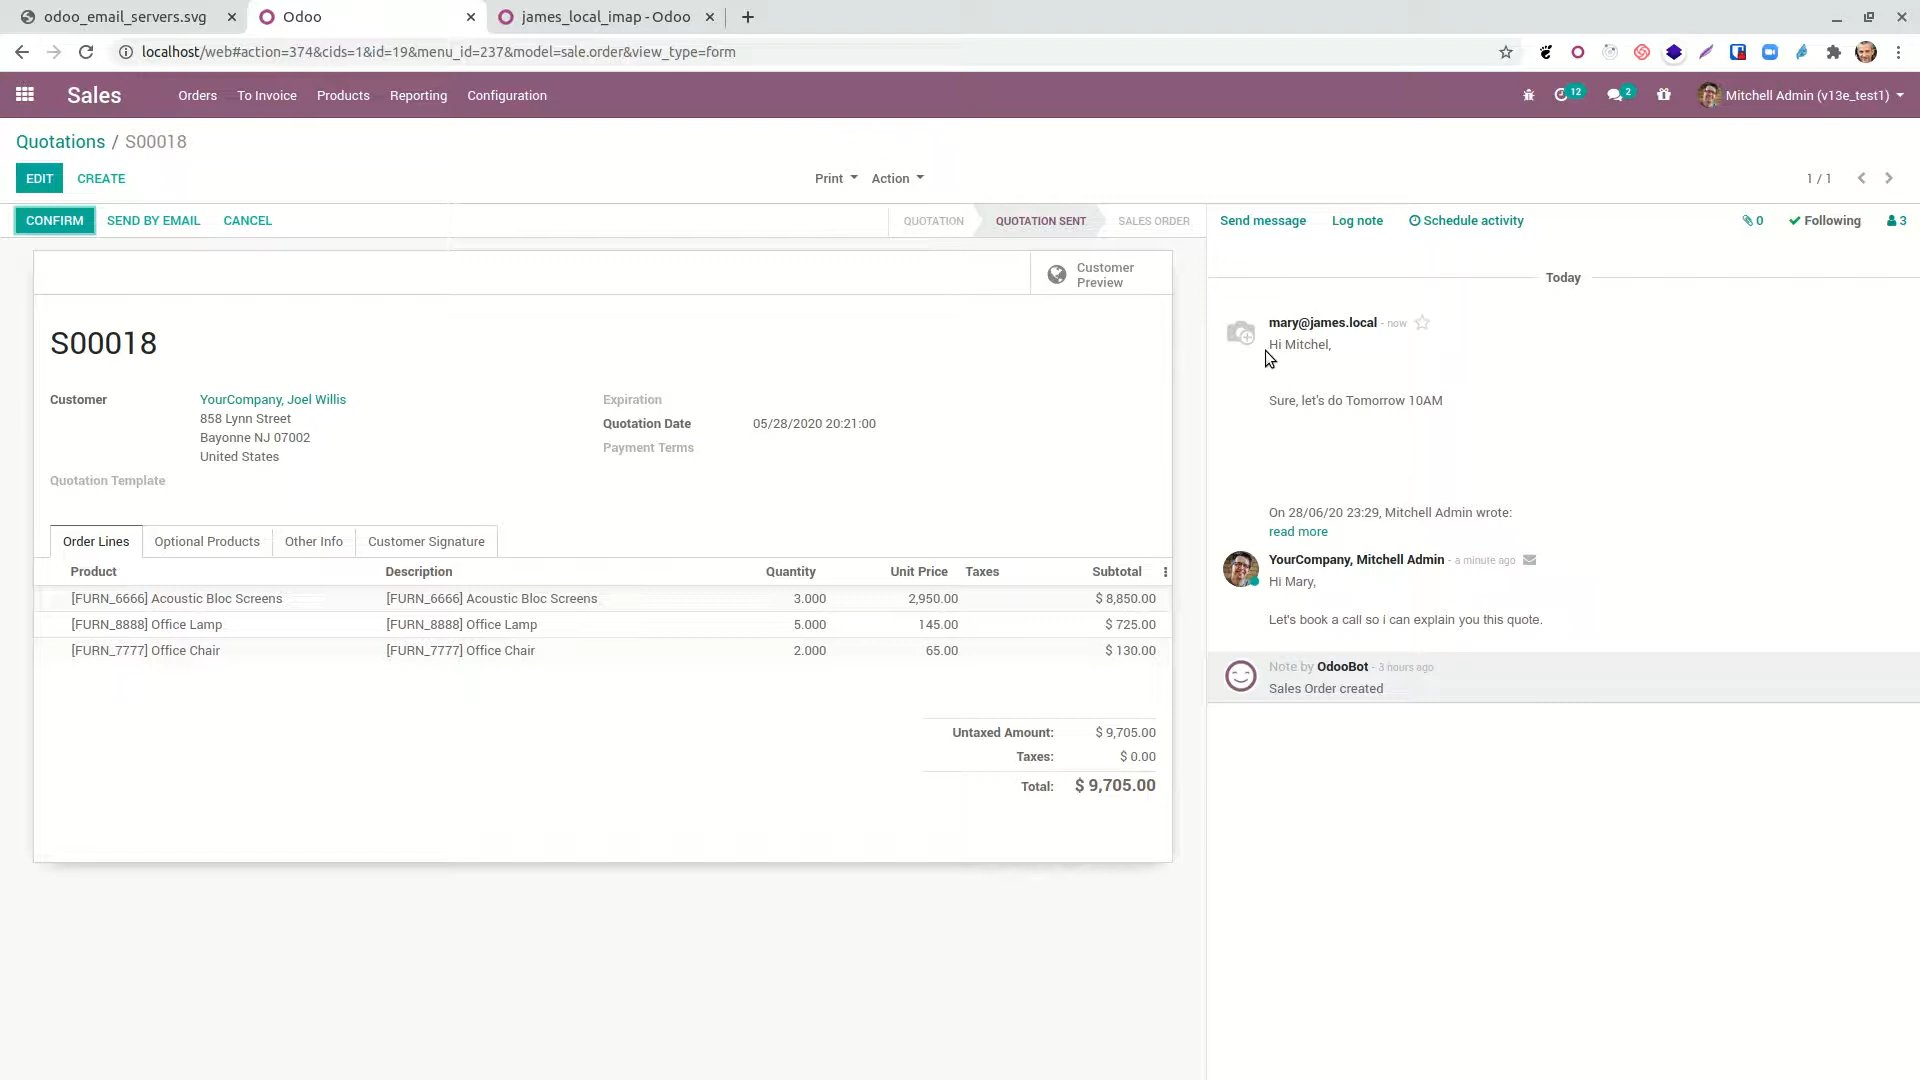 odoo_email_servers.svg
Odoo
james_local_imap - Odoo
localhost/web#action=374&cids=1&id=19&menu_id=237&model=sale.order&view_type=form
Sales
Orders
To Invoice
Products
Reporting
Configuration
12
2
Mitchell Admin (v13e_test1)
Quotations / S00018
EDIT
CREATE
Print
Action
1 / 1
CONFIRM
SEND BY EMAIL
CANCEL
QUOTATION
QUOTATION SENT
SALES ORDER
Send message
Log note
Schedule activity
0
Following
3
Customer
Preview
S00018
Customer
YourCompany, Joel Willis
858 Lynn Street
Bayonne NJ 07002
United States
Quotation Template
Expiration
Quotation Date 05/28/2020 20:21:00
Payment Terms
Order Lines
Optional Products
Other Info
Customer Signature
Product Description Quantity Unit Price Taxes Subtotal
[FURN_6666] Acoustic Bloc Screens [FURN_6666] Acoustic Bloc Screens 3.000 2,950.00 $ 8,850.00
[FURN_8888] Office Lamp [FURN_8888] Office Lamp 5.000 145.00 $ 725.00
[FURN_7777] Office Chair [FURN_7777] Office Chair 2.000 65.00 $ 130.00
Untaxed Amount: $ 9,705.00
Taxes: $ 0.00
Total: $ 9,705.00
Today
mary@james.local - now
Hi Mitchel,
Sure, let's do Tomorrow 10AM
On 28/06/20 23:29, Mitchell Admin wrote:
read more
YourCompany, Mitchell Admin - a minute ago
Hi Mary,
Let's book a call so i can explain you this quote.
Note by OdooBot - 3 hours ago
Sales Order created